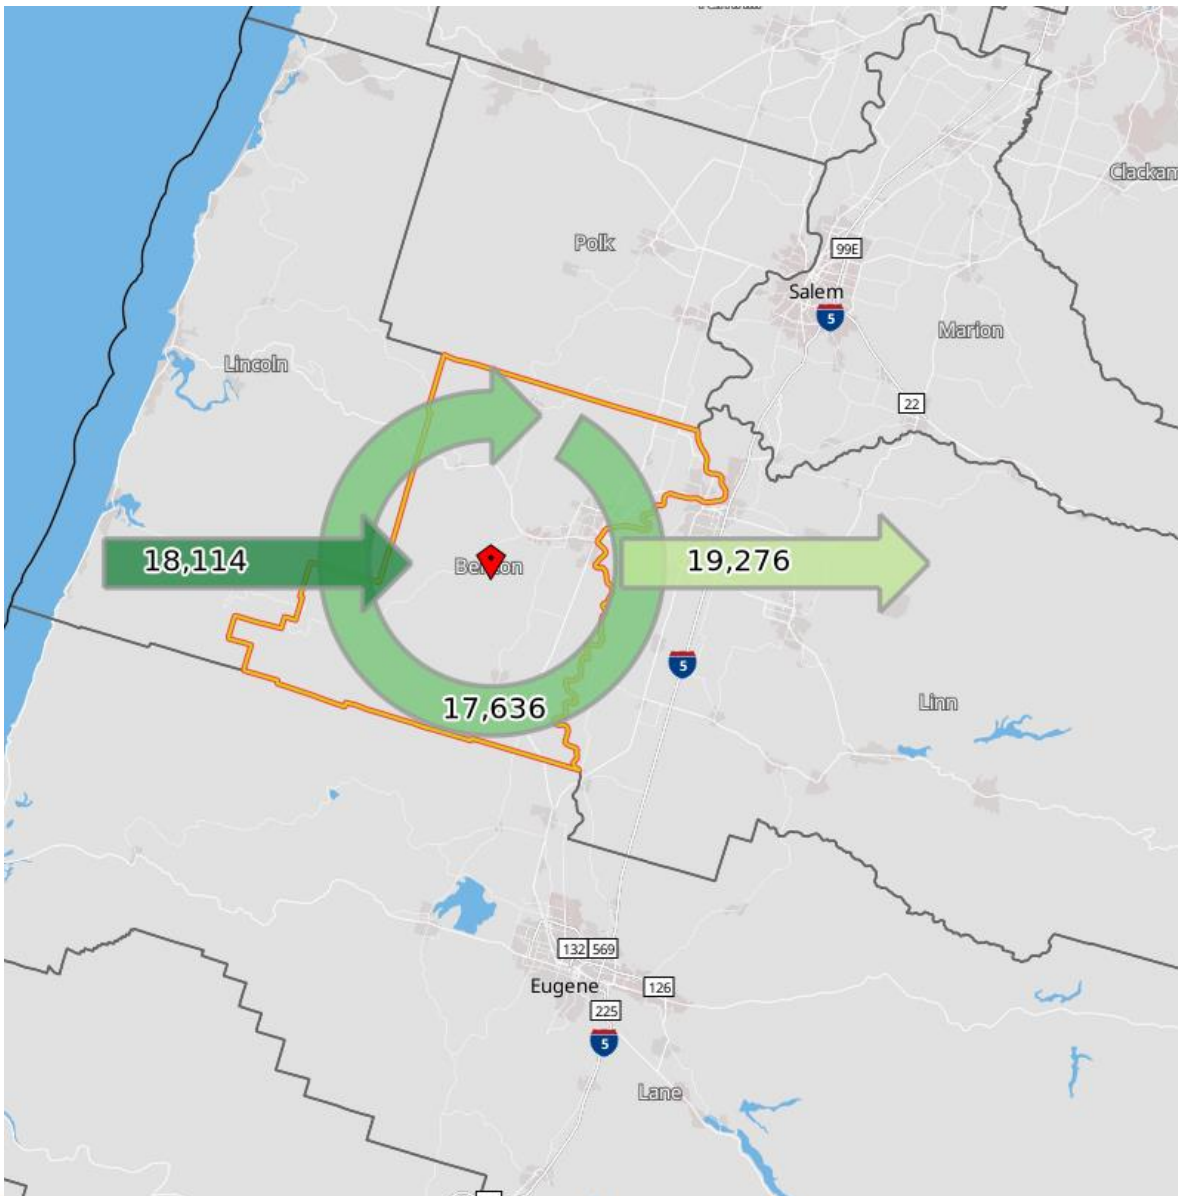 Polk
99E
Salem
5
Marion
Clackam
Lincoln
22
18,114
Benton
19,276
5
17,636
Linn
132
569
Eugene
126
225
5
Lane